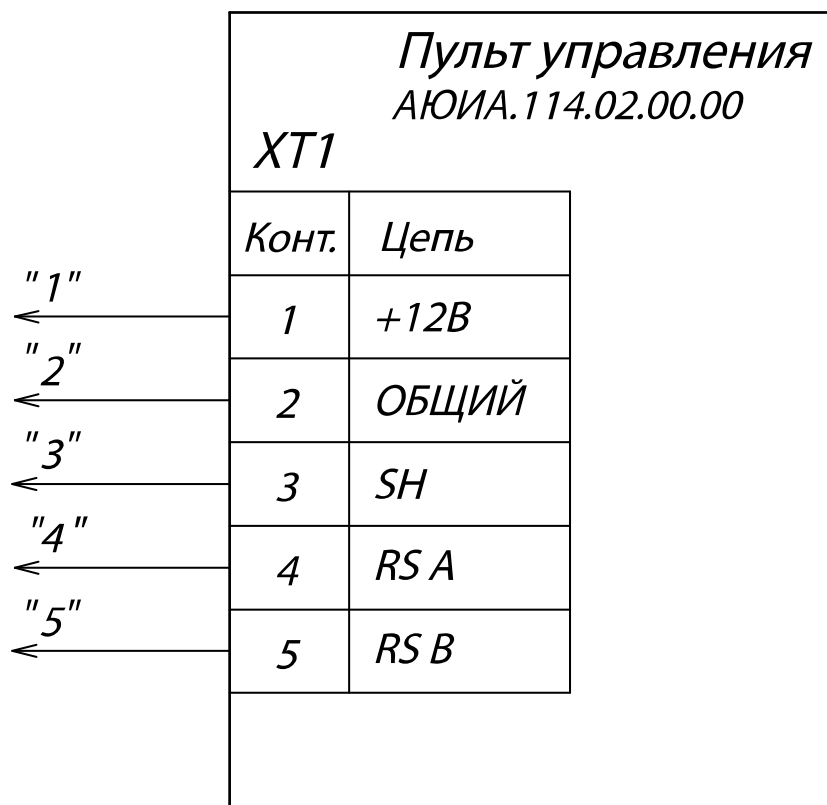 Пульт управления
АЮИА.114.02.00.00
XT1
Конт. Цепь
"1" 1 +12В
"2" 2 ОБЩИЙ
"3" 3 SH
"4" 4 RS A
"5" 5 RS B